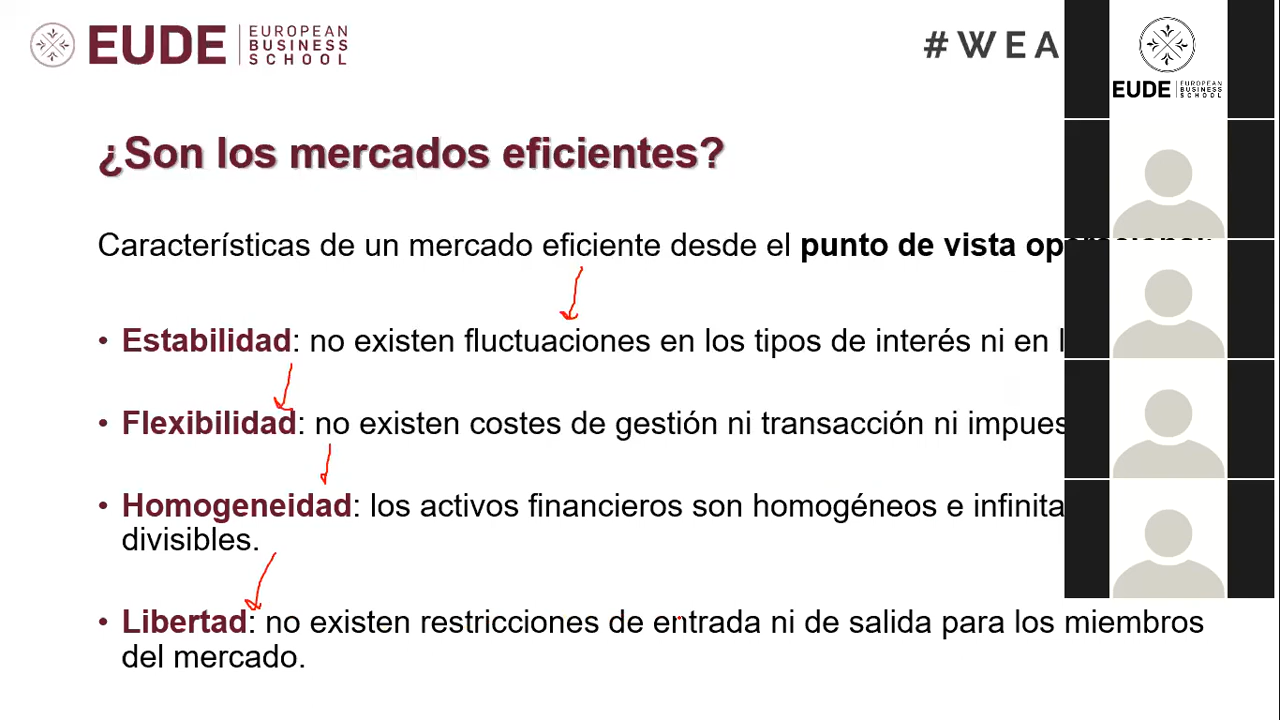 EUDE EUROPEAN BUSINESS SCHOOL
#WEA
EUDE EUROPEAN BUSINESS SCHOOL
¿Son los mercados eficientes?
Características de un mercado eficiente desde el punto de vista
• Estabilidad: no existen fluctuaciones en los tipos de interés ni en
• Flexibilidad: no existen costes de gestión ni transacción ni
• Homogeneidad: los activos financieros son homogéneos e
divisibles.
• Libertad: no existen restricciones de entrada ni de salida para los miembros
del mercado.